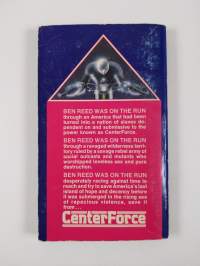 BEN REED WAS ON THE RUN
through an America that had been
turned into a nation of slaves de-
pendent on and submissive to the
power known as CenterForce.
BEN REED WAS ON THE RUN
through a ravaged wilderness terri-
tory ruled by a savage rebel army of
social outcasts and mutants who
worshipped loveless sex and pure
destruction.
BEN REED WAS ON THE RUN
desperately racing against time to
reach and try to save America's last
island of hope and decency before
it was submerged in the rising sea
of rapacious violence, save it
from...
CenterForce